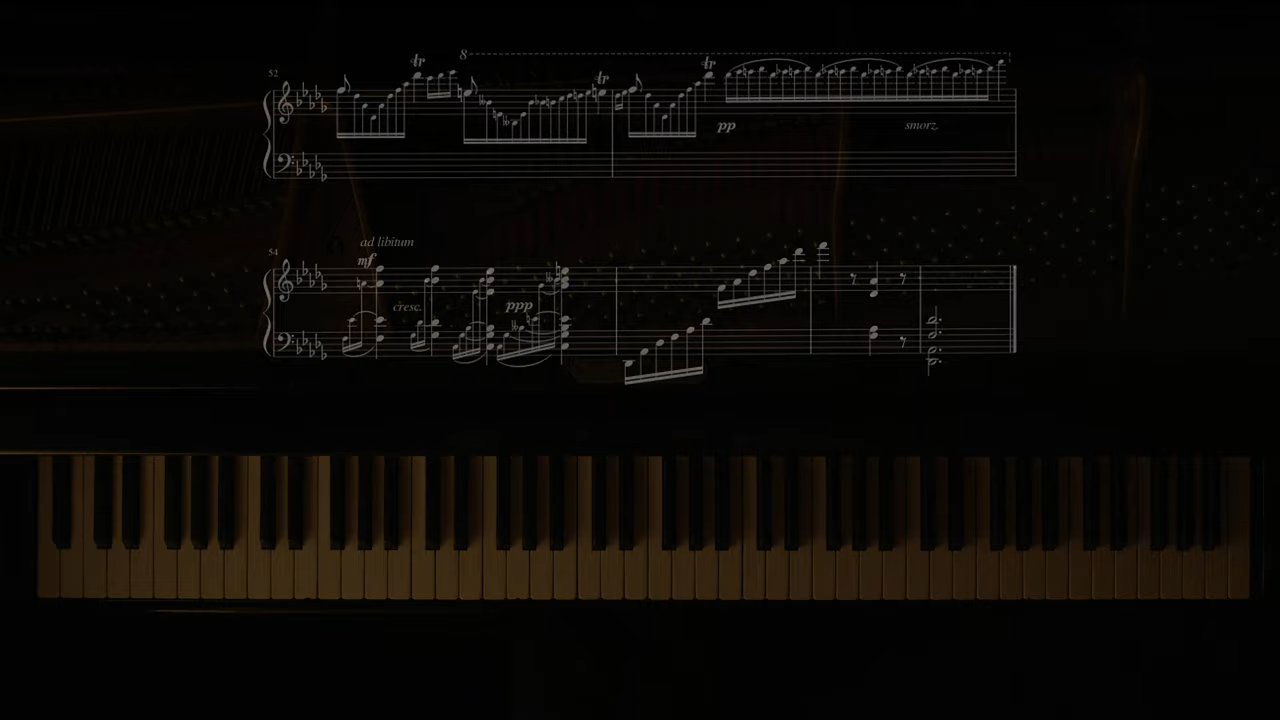 52
8
tr tr tr
pp smorz.
54
ad libitum
mf
cresc. ppp